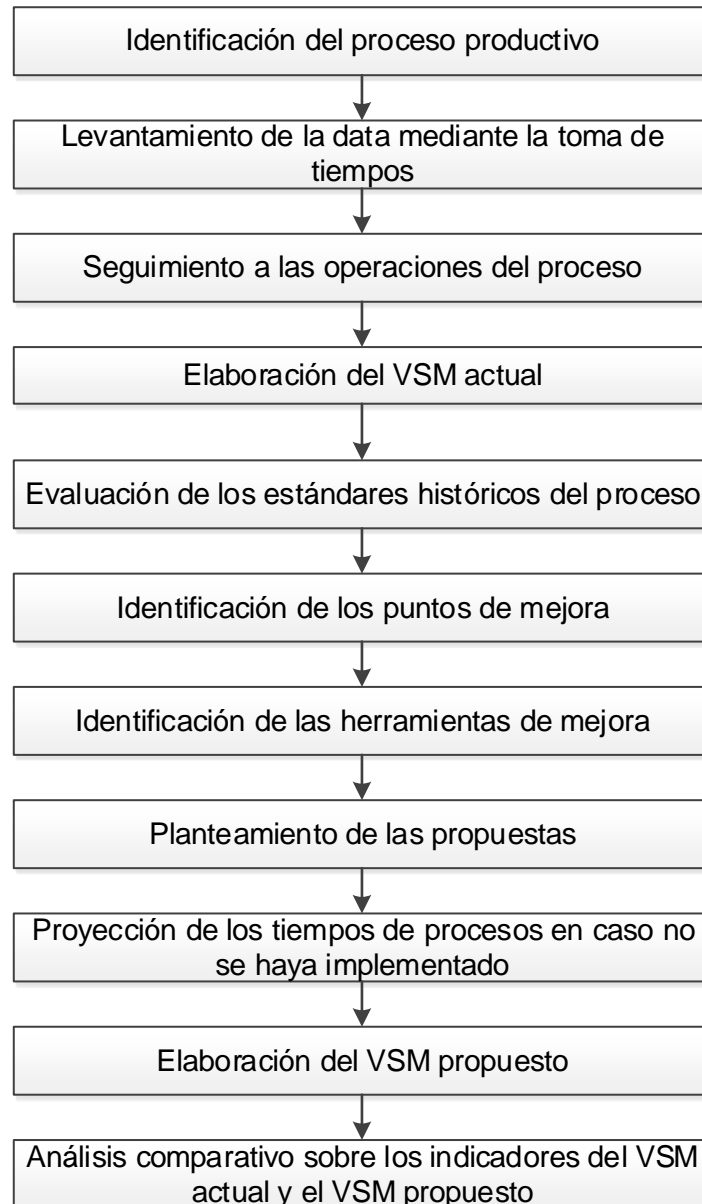 Identificación del proceso productivo
Levantamiento de la data mediante la toma de
tiempos
Seguimiento a las operaciones del proceso
Elaboración del VSM actual
Evaluación de los estándares históricos del proceso
Identificación de los puntos de mejora
Identificación de las herramientas de mejora
Planteamiento de las propuestas
Proyección de los tiempos de procesos en caso no
se haya implementado
Elaboración del VSM propuesto
Análisis comparativo sobre los indicadores del VSM
actual y el VSM propuesto